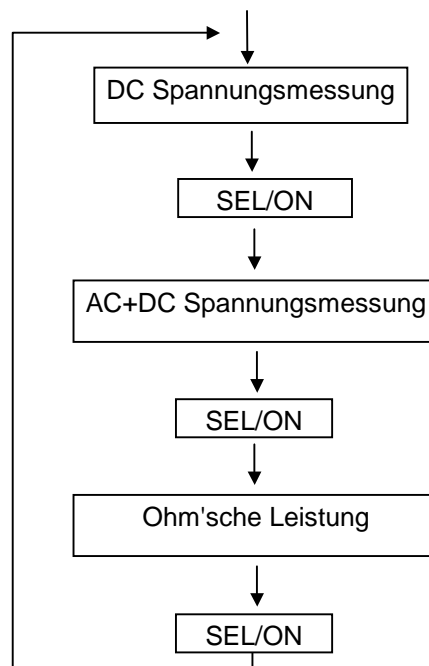 DC Spannungsmessung
SEL/ON
AC+DC Spannungsmessung
SEL/ON
Ohm'sche Leistung
SEL/ON